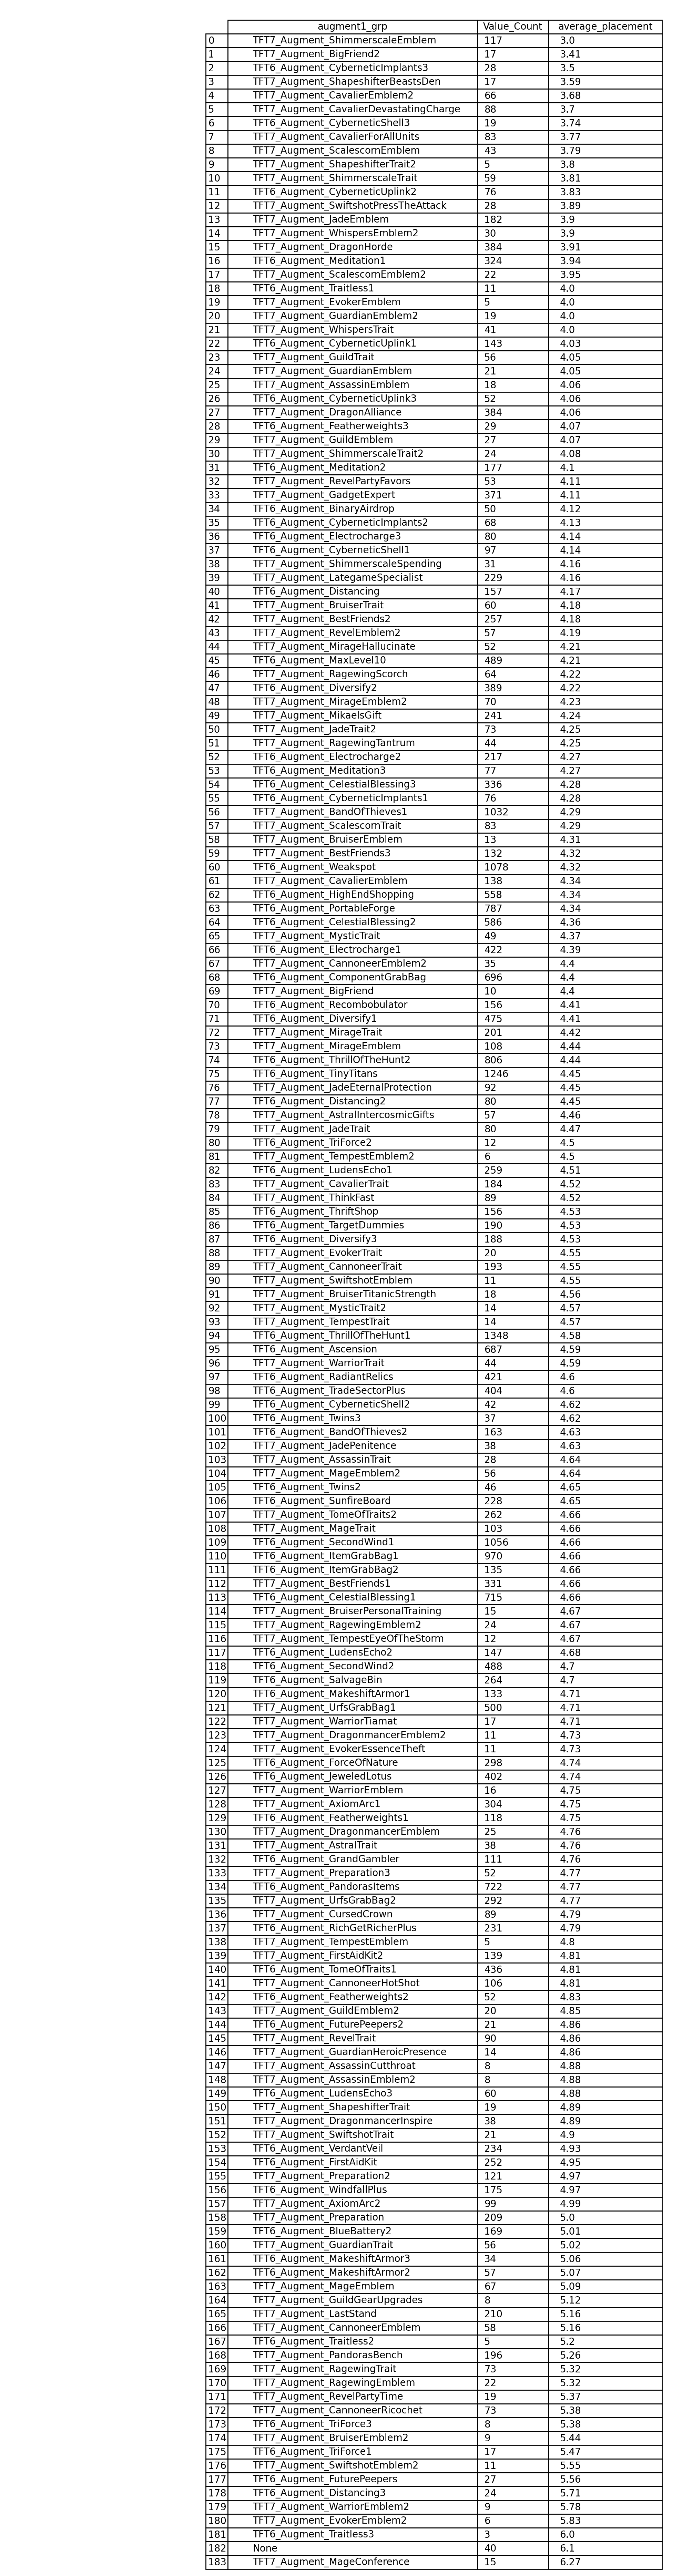 augment1_grp Value_Count average_placement
0 TFT7_Augment_ShimmerscaleEmblem 117 3.0
1 TFT7_Augment_BigFriend2 17 3.41
2 TFT6_Augment_CyberneticImplants3 28 3.5
3 TFT7_Augment_ShapeshifterBeastsDen 17 3.59
4 TFT7_Augment_CavalierEmblem2 66 3.68
5 TFT7_Augment_CavalierDevastatingCharge 88 3.7
6 TFT6_Augment_CyberneticShell3 19 3.74
7 TFT7_Augment_CavalierForAllUnits 83 3.77
8 TFT7_Augment_ScalescornEmblem 43 3.79
9 TFT7_Augment_ShapeshifterTrait2 5 3.8
10 TFT7_Augment_ShimmerscaleTrait 59 3.81
11 TFT6_Augment_CyberneticUplink2 76 3.83
12 TFT7_Augment_SwiftshotPressTheAttack 28 3.89
13 TFT7_Augment_JadeEmblem 182 3.9
14 TFT7_Augment_WhispersEmblem2 30 3.9
15 TFT7_Augment_DragonHorde 384 3.91
16 TFT6_Augment_Meditation1 324 3.94
17 TFT7_Augment_ScalescornEmblem2 22 3.95
18 TFT6_Augment_Traitless1 11 4.0
19 TFT7_Augment_EvokerEmblem 5 4.0
20 TFT7_Augment_GuardianEmblem2 19 4.0
21 TFT7_Augment_WhispersTrait 41 4.0
22 TFT6_Augment_CyberneticUplink1 143 4.03
23 TFT7_Augment_GuildTrait 56 4.05
24 TFT7_Augment_GuardianEmblem 21 4.05
25 TFT7_Augment_AssassinEmblem 18 4.06
26 TFT6_Augment_CyberneticUplink3 52 4.06
27 TFT7_Augment_DragonAlliance 384 4.06
28 TFT6_Augment_Featherweights3 29 4.07
29 TFT7_Augment_GuildEmblem 27 4.07
30 TFT7_Augment_ShimmerscaleTrait2 24 4.08
31 TFT6_Augment_Meditation2 177 4.1
32 TFT7_Augment_RevelPartyFavors 53 4.11
33 TFT7_Augment_GadgetExpert 371 4.11
34 TFT6_Augment_BinaryAirdrop 50 4.12
35 TFT6_Augment_CyberneticImplants2 68 4.13
36 TFT6_Augment_Electrocharge3 80 4.14
37 TFT6_Augment_CyberneticShell1 97 4.14
38 TFT7_Augment_ShimmerscaleSpending 31 4.16
39 TFT7_Augment_LategameSpecialist 229 4.16
40 TFT6_Augment_Distancing 157 4.17
41 TFT7_Augment_BruiserTrait 60 4.18
42 TFT7_Augment_BestFriends2 257 4.18
43 TFT7_Augment_RevelEmblem2 57 4.19
44 TFT7_Augment_MirageHallucinate 52 4.21
45 TFT6_Augment_MaxLevel10 489 4.21
46 TFT7_Augment_RagewingScorch 64 4.22
47 TFT6_Augment_Diversify2 389 4.22
48 TFT7_Augment_MirageEmblem2 70 4.23
49 TFT7_Augment_MikaelsGift 241 4.24
50 TFT7_Augment_JadeTrait2 73 4.25
51 TFT7_Augment_RagewingTantrum 44 4.25
52 TFT6_Augment_Electrocharge2 217 4.27
53 TFT6_Augment_Meditation3 77 4.27
54 TFT6_Augment_CelestialBlessing3 336 4.28
55 TFT6_Augment_CyberneticImplants1 76 4.28
56 TFT6_Augment_BandOfThieves1 1032 4.29
57 TFT7_Augment_ScalescornTrait 83 4.29
58 TFT7_Augment_BruiserEmblem 13 4.31
59 TFT7_Augment_BestFriends3 132 4.32
60 TFT6_Augment_Weakspot 1078 4.32
61 TFT7_Augment_CavalierEmblem 138 4.34
62 TFT6_Augment_HighEndShopping 558 4.34
63 TFT6_Augment_PortableForge 787 4.34
64 TFT6_Augment_CelestialBlessing2 586 4.36
65 TFT7_Augment_MysticTrait 49 4.37
66 TFT6_Augment_Electrocharge1 422 4.39
67 TFT7_Augment_CannoneerEmblem2 35 4.4
68 TFT6_Augment_ComponentGrabBag 696 4.4
69 TFT7_Augment_BigFriend 10 4.4
70 TFT6_Augment_Recombobulator 156 4.41
71 TFT6_Augment_Diversify1 475 4.41
72 TFT7_Augment_MirageTrait 201 4.42
73 TFT7_Augment_MirageEmblem 108 4.44
74 TFT6_Augment_ThrillOfTheHunt2 806 4.44
75 TFT6_Augment_TinyTitans 1246 4.45
76 TFT7_Augment_JadeEternalProtection 92 4.45
77 TFT6_Augment_Distancing2 80 4.45
78 TFT7_Augment_AstralIntercosmicGifts 57 4.46
79 TFT7_Augment_JadeTrait 80 4.47
80 TFT6_Augment_TriForce2 12 4.5
81 TFT7_Augment_TempestEmblem2 6 4.5
82 TFT6_Augment_LudensEcho1 259 4.51
83 TFT7_Augment_CavalierTrait 184 4.52
84 TFT7_Augment_ThinkFast 89 4.52
85 TFT6_Augment_ThriftShop 156 4.53
86 TFT6_Augment_TargetDummies 190 4.53
87 TFT6_Augment_Diversify3 188 4.53
88 TFT7_Augment_EvokerTrait 20 4.55
89 TFT7_Augment_CannoneerTrait 193 4.55
90 TFT7_Augment_SwiftshotEmblem 11 4.55
91 TFT7_Augment_BruiserTitanicStrength 18 4.56
92 TFT7_Augment_MysticTrait2 14 4.57
93 TFT7_Augment_TempestTrait 14 4.57
94 TFT6_Augment_ThrillOfTheHunt1 1348 4.58
95 TFT6_Augment_Ascension 687 4.59
96 TFT7_Augment_WarriorTrait 44 4.59
97 TFT6_Augment_RadiantRelics 421 4.6
98 TFT6_Augment_TradeSectorPlus 404 4.6
99 TFT6_Augment_CyberneticShell2 42 4.62
100 TFT6_Augment_Twins3 37 4.62
101 TFT6_Augment_BandOfThieves2 163 4.63
102 TFT7_Augment_JadePenitence 38 4.63
103 TFT7_Augment_AssassinTrait 28 4.64
104 TFT7_Augment_MageEmblem2 56 4.64
105 TFT6_Augment_Twins2 46 4.65
106 TFT6_Augment_SunfireBoard 228 4.65
107 TFT7_Augment_TomeOfTraits2 262 4.66
108 TFT7_Augment_MageTrait 103 4.66
109 TFT6_Augment_SecondWind1 1056 4.66
110 TFT6_Augment_ItemGrabBag1 970 4.66
111 TFT6_Augment_ItemGrabBag2 135 4.66
112 TFT7_Augment_BestFriends1 331 4.66
113 TFT6_Augment_CelestialBlessing1 715 4.66
114 TFT7_Augment_BruiserPersonalTraining 15 4.67
115 TFT7_Augment_RagewingEmblem2 24 4.67
116 TFT7_Augment_TempestEyeOfTheStorm 12 4.67
117 TFT6_Augment_LudensEcho2 147 4.68
118 TFT6_Augment_SecondWind2 488 4.7
119 TFT6_Augment_SalvageBin 264 4.7
120 TFT6_Augment_MakeshiftArmor1 133 4.71
121 TFT7_Augment_UrfsGrabBag1 500 4.71
122 TFT7_Augment_WarriorTiamat 17 4.71
123 TFT7_Augment_DragonmancerEmblem2 11 4.73
124 TFT7_Augment_EvokerEssenceTheft 11 4.73
125 TFT6_Augment_ForceOfNature 298 4.74
126 TFT6_Augment_JeweledLotus 402 4.74
127 TFT7_Augment_WarriorEmblem 16 4.75
128 TFT7_Augment_AxiomArc1 304 4.75
129 TFT6_Augment_Featherweights1 118 4.75
130 TFT7_Augment_DragonmancerEmblem 25 4.76
131 TFT7_Augment_AstralTrait 38 4.76
132 TFT6_Augment_GrandGambler 111 4.76
133 TFT7_Augment_Preparation3 52 4.77
134 TFT6_Augment_PandorasItems 722 4.77
135 TFT7_Augment_UrfsGrabBag2 292 4.77
136 TFT7_Augment_CursedCrown 89 4.79
137 TFT6_Augment_RichGetRicherPlus 231 4.79
138 TFT7_Augment_TempestEmblem 5 4.8
139 TFT7_Augment_FirstAidKit2 139 4.81
140 TFT6_Augment_TomeOfTraits1 436 4.81
141 TFT7_Augment_CannoneerHotShot 106 4.81
142 TFT6_Augment_Featherweights2 52 4.83
143 TFT7_Augment_GuildEmblem2 20 4.85
144 TFT7_Augment_FuturePeepers2 21 4.86
145 TFT7_Augment_RevelTrait 90 4.86
146 TFT7_Augment_GuardianHeroicPresence 14 4.86
147 TFT7_Augment_AssassinCutthroat 8 4.88
148 TFT7_Augment_AssassinEmblem2 8 4.88
149 TFT6_Augment_LudensEcho3 60 4.88
150 TFT7_Augment_ShapeshifterTrait 19 4.89
151 TFT7_Augment_DragonmancerInspire 38 4.89
152 TFT7_Augment_SwiftshotTrait 21 4.9
153 TFT6_Augment_VerdantVeil 234 4.93
154 TFT6_Augment_FirstAidKit 252 4.95
155 TFT7_Augment_Preparation2 121 4.97
156 TFT6_Augment_WindfallPlus 175 4.97
157 TFT7_Augment_AxiomArc2 99 4.99
158 TFT7_Augment_Preparation 209 5.0
159 TFT6_Augment_BlueBattery2 169 5.01
160 TFT7_Augment_GuardianTrait 56 5.02
161 TFT6_Augment_MakeshiftArmor3 34 5.06
162 TFT6_Augment_MakeshiftArmor2 57 5.07
163 TFT7_Augment_MageEmblem 67 5.09
164 TFT7_Augment_GuildGearUpgrades 8 5.12
165 TFT7_Augment_LastStand 210 5.16
166 TFT7_Augment_CannoneerEmblem 58 5.16
167 TFT6_Augment_Traitless2 5 5.2
168 TFT7_Augment_PandorasBench 196 5.26
169 TFT7_Augment_RagewingTrait 73 5.32
170 TFT7_Augment_RagewingEmblem 22 5.32
171 TFT7_Augment_RevelPartyTime 19 5.37
172 TFT7_Augment_CannoneerRicochet 73 5.38
173 TFT6_Augment_TriForce3 8 5.38
174 TFT7_Augment_BruiserEmblem2 9 5.44
175 TFT6_Augment_TriForce1 17 5.47
176 TFT7_Augment_SwiftshotEmblem2 11 5.55
177 TFT7_Augment_FuturePeepers 27 5.56
178 TFT6_Augment_Distancing3 24 5.71
179 TFT7_Augment_WarriorEmblem2 9 5.78
180 TFT7_Augment_EvokerEmblem2 6 5.83
181 TFT6_Augment_Traitless3 3 6.0
182 None 40 6.1
183 TFT7_Augment_MageConference 15 6.27